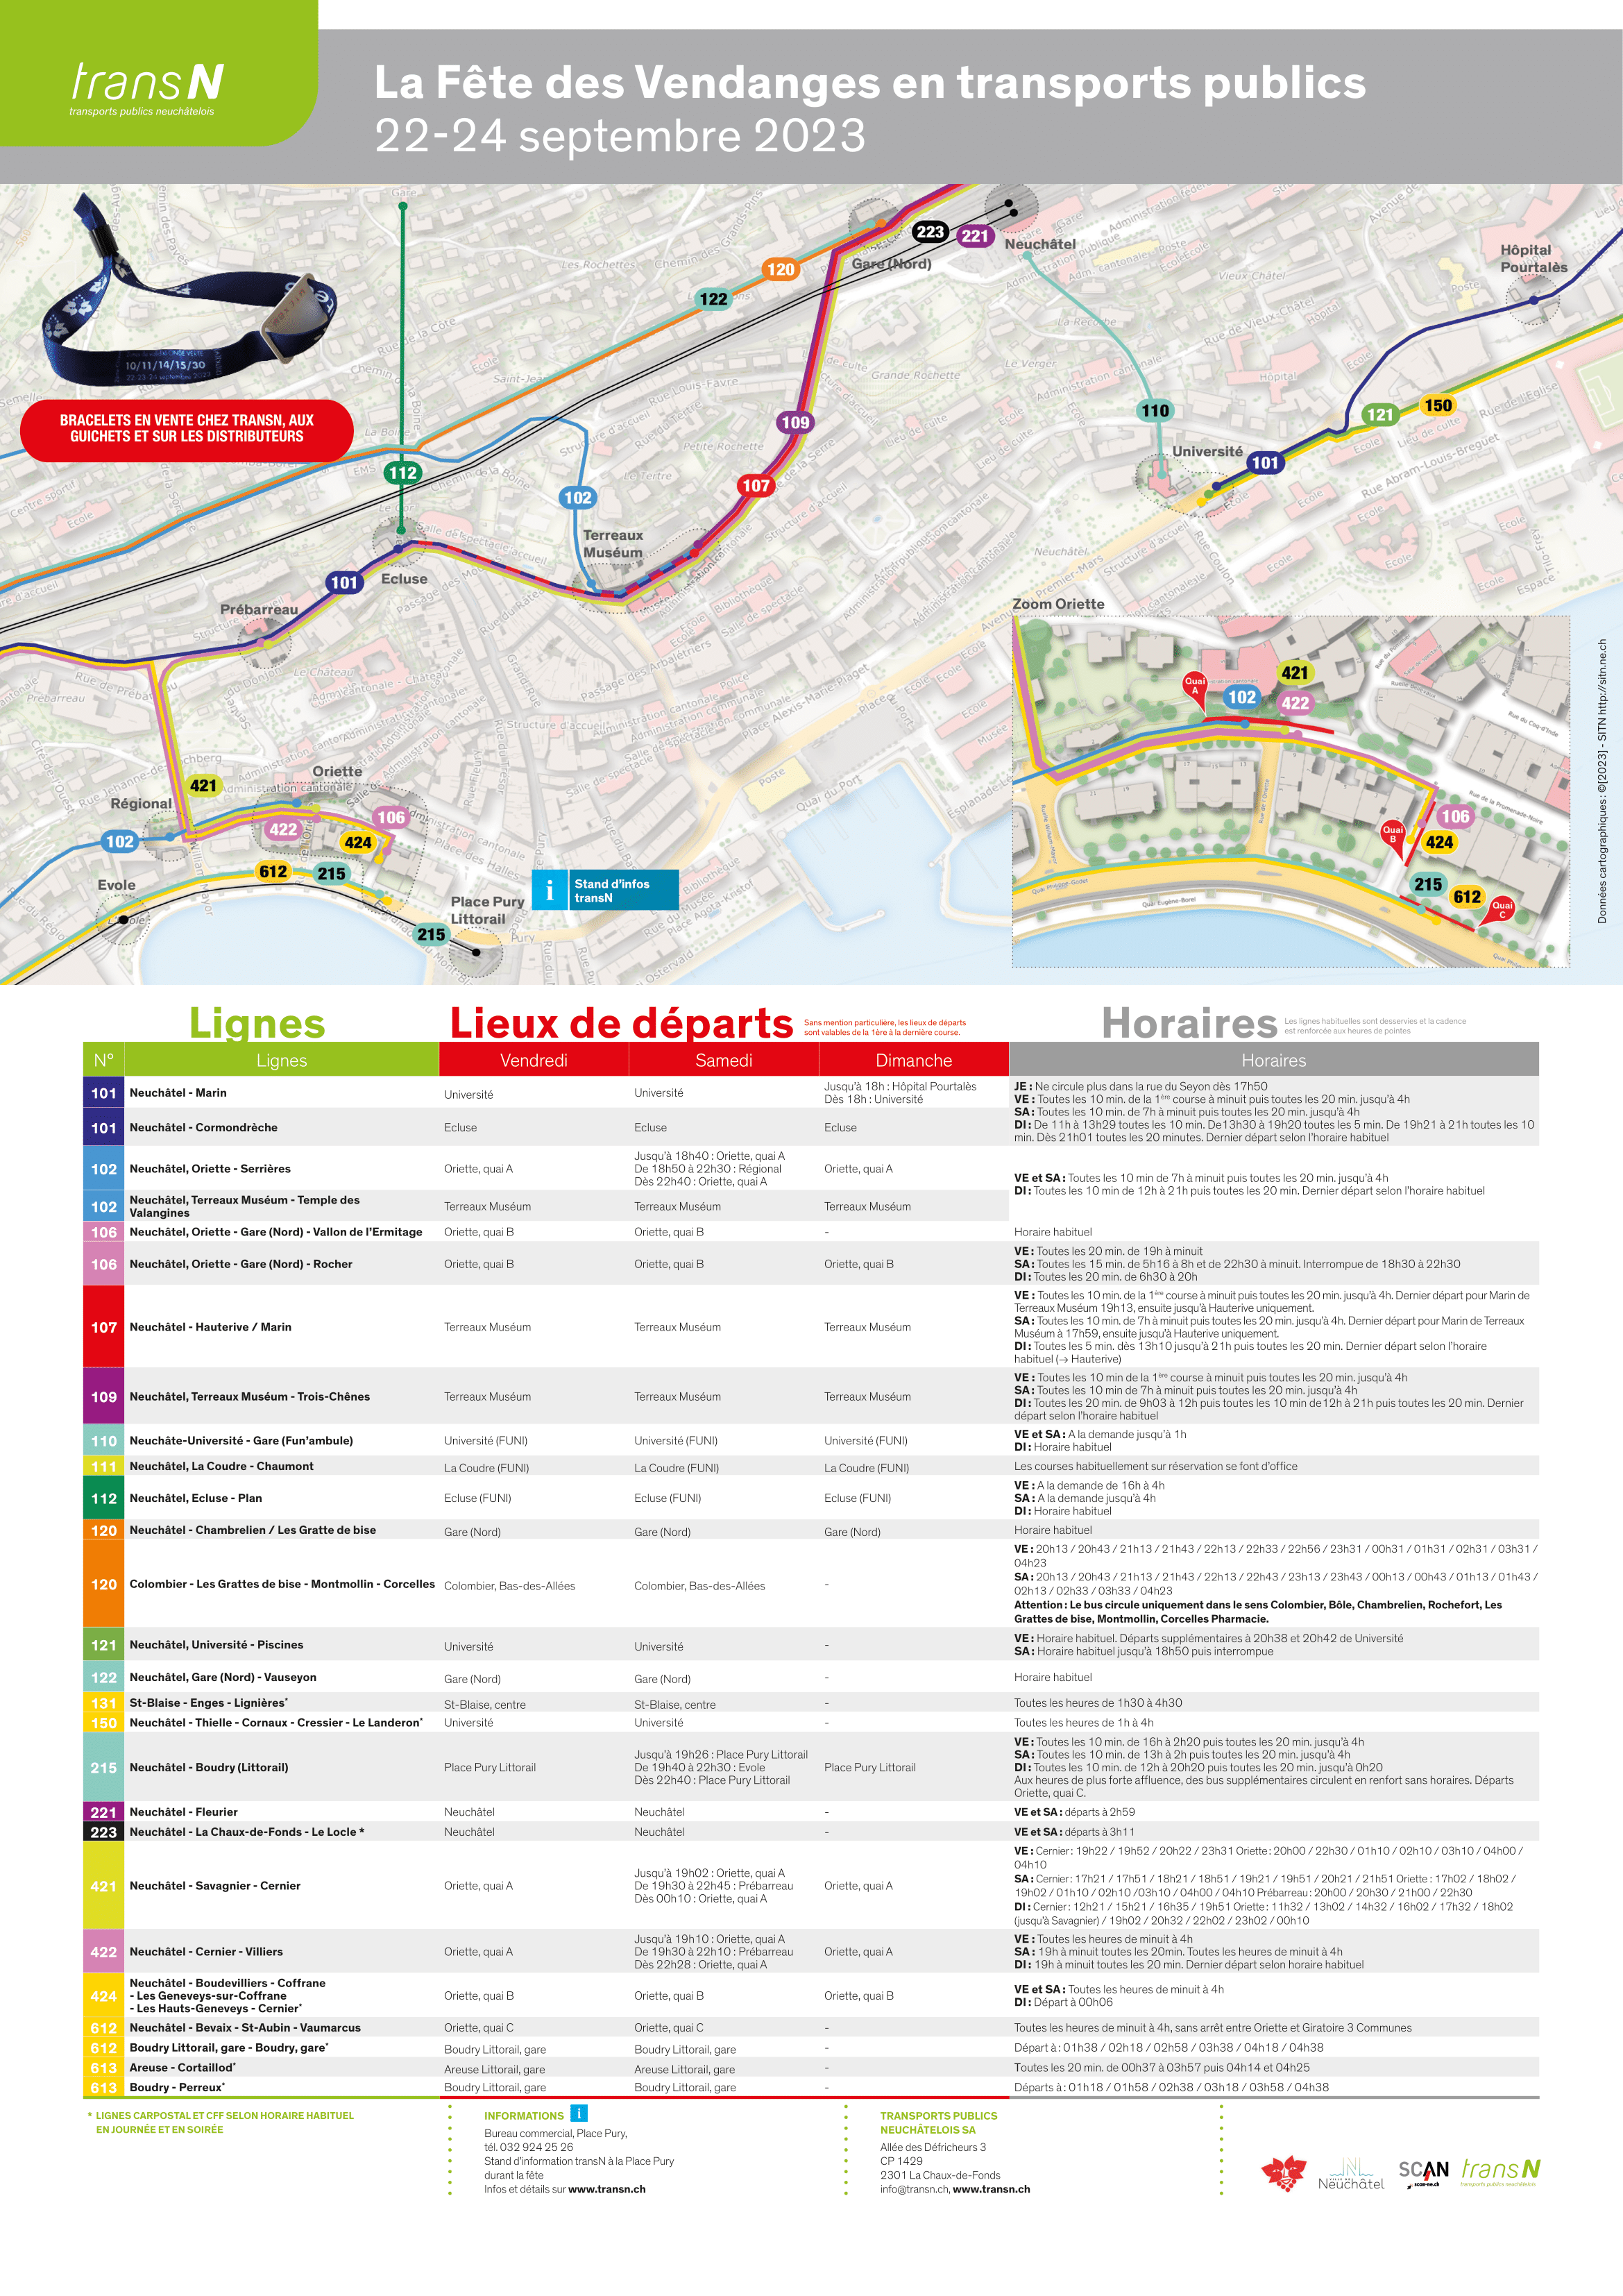 transN
transports publics neuchâtelois
La Fête des Vendanges en transports publics
22-24 septembre 2023
10/11/14/15/30
BRACELETS EN VENTE CHEZ TRANSN, AUX
GUICHETS ET SUR LES DISTRIBUTEURS
223
221
Neuchâtel
Gare (Nord)
120
122
Hôpital
Pourtalès
109
110
121
150
Université
101
112
102
107
Terreaux
Muséum
101
Ecluse
Prébarreau
Zoom Oriette
421
Oriette
Régional
102
422
106
424
Evole
612
215
Place Pury
Littorail
215
i
Stand d'infos
transN
Quai
A
102
421
422
106
Quai
B
424
215
612
Quai
C
Données cartographiques : ©[2023] - SITN http://sitn.ne.ch
Lignes
Lieux de départs
Sans mention particulière, les lieux de départs
sont valables de la 1ère à la dernière course.
Horaires
Les lignes habituelles sont desservies et la cadence
est renforcée aux heures de pointes
N° Lignes Vendredi Samedi Dimanche Horaires
101 Neuchâtel - Marin Université Université Jusqu'à 18h : Hôpital Pourtalès
Dès 18h : Université
101 Neuchâtel - Cormondrèche Ecluse Ecluse Ecluse
JE : Ne circule plus dans la rue du Seyon dès 17h50
VE : Toutes les 10 min. de la 1ère course à minuit puis toutes les 20 min. jusqu'à 4h
SA : Toutes les 10 min. de 7h à minuit puis toutes les 20 min. jusqu'à 4h
DI : De 11h à 13h29 toutes les 10 min. De13h30 à 19h20 toutes les 5 min. De 19h21 à 21h toutes les 10
min. Dès 21h01 toutes les 20 minutes. Dernier départ selon l'horaire habituel
102 Neuchâtel, Oriette - Serrières Oriette, quai A
Jusqu'à 18h40 : Oriette, quai A
De 18h50 à 22h30 : Régional
Dès 22h40 : Oriette, quai A
Oriette, quai A
102 Neuchâtel, Terreaux Muséum - Temple des
Valangines
Terreaux Muséum Terreaux Muséum Terreaux Muséum
VE et SA : Toutes les 10 min de 7h à minuit puis toutes les 20 min. jusqu'à 4h
DI : Toutes les 10 min de 12h à 21h puis toutes les 20 min. Dernier départ selon l'horaire habituel
106 Neuchâtel, Oriette - Gare (Nord) - Vallon de l'Ermitage Oriette, quai B Oriette, quai B - Horaire habituel
106 Neuchâtel, Oriette - Gare (Nord) - Rocher Oriette, quai B Oriette, quai B Oriette, quai B
VE : Toutes les 20 min. de 19h à minuit
SA : Toutes les 15 min. de 5h16 à 8h et de 22h30 à minuit. Interrompue de 18h30 à 22h30
DI : Toutes les 20 min. de 6h30 à 20h
107 Neuchâtel - Hauterive / Marin Terreaux Muséum Terreaux Muséum Terreaux Muséum
VE : Toutes les 10 min. de la 1ère course à minuit puis toutes les 20 min. jusqu'à 4h. Dernier départ pour Marin de
Terreaux Muséum 19h13, ensuite jusqu'à Hauterive uniquement.
SA : Toutes les 10 min. de 7h à minuit puis toutes les 20 min. jusqu'à 4h. Dernier départ pour Marin de Terreaux
Muséum à 17h59, ensuite jusqu'à Hauterive uniquement.
DI : Toutes les 5 min. dès 13h10 jusqu'à 21h puis toutes les 20 min. Dernier départ selon l'horaire
habituel (→ Hauterive)
109 Neuchâtel, Terreaux Muséum - Trois-Chênes Terreaux Muséum Terreaux Muséum Terreaux Muséum
VE : Toutes les 10 min de la 1ère course à minuit puis toutes les 20 min. jusqu'à 4h
SA : Toutes les 10 min de 7h à minuit puis toutes les 20 min. jusqu'à 4h
DI : Toutes les 20 min. de 9h03 à 12h puis toutes les 10 min de12h à 21h puis toutes les 20 min. Dernier
départ selon l'horaire habituel
110 Neuchâte-Université - Gare (Fun'ambule) Université (FUNI) Université (FUNI) Université (FUNI)
VE et SA : A la demande jusqu'à 1h
DI : Horaire habituel
111 Neuchâtel, La Coudre - Chaumont La Coudre (FUNI) La Coudre (FUNI) La Coudre (FUNI) Les courses habituellement sur réservation se font d'office
112 Neuchâtel, Ecluse - Plan Ecluse (FUNI) Ecluse (FUNI) Ecluse (FUNI)
VE : A la demande de 16h à 4h
SA : A la demande jusqu'à 4h
DI : Horaire habituel
120 Neuchâtel - Chambrelien / Les Gratte de bise Gare (Nord) Gare (Nord) Gare (Nord) Horaire habituel
120 Colombier - Les Grattes de bise - Montmollin - Corcelles Colombier, Bas-des-Allées Colombier, Bas-des-Allées -
VE : 20h13 / 20h43 / 21h13 / 21h43 / 22h13 / 22h33 / 22h56 / 23h31 / 00h31 / 01h31 / 02h31 / 03h31 /
04h23
SA : 20h13 / 20h43 / 21h13 / 21h43 / 22h13 / 22h43 / 23h13 / 23h43 / 00h13 / 00h43 / 01h13 / 01h43 /
02h13 / 02h33 / 03h33 / 04h23
Attention : Le bus circule uniquement dans le sens Colombier, Bôle, Chambrelien, Rochefort, Les
Grattes de bise, Montmollin, Corcelles Pharmacie.
121 Neuchâtel, Université - Piscines Université Université -
VE : Horaire habituel. Départs supplémentaires à 20h38 et 20h42 de Université
SA : Horaire habituel jusqu'à 18h50 puis interrompue
122 Neuchâtel, Gare (Nord) - Vauseyon Gare (Nord) Gare (Nord) - Horaire habituel
131 St-Blaise - Enges - Lignières* St-Blaise, centre St-Blaise, centre - Toutes les heures de 1h30 à 4h30
150 Neuchâtel - Thielle - Cornaux - Cressier - Le Landeron* Université Université - Toutes les heures de 1h à 4h
215 Neuchâtel - Boudry (Littorail) Place Pury Littorail
Jusqu'à 19h26 : Place Pury Littorail
De 19h40 à 22h30 : Evole
Dès 22h40 : Place Pury Littorail
Place Pury Littorail
VE : Toutes les 10 min. de 16h à 2h20 puis toutes les 20 min. jusqu'à 4h
SA : Toutes les 10 min. de 13h à 2h puis toutes les 20 min. jusqu'à 4h
DI : Toutes les 10 min. de 12h à 20h20 puis toutes les 20 min. jusqu'à 0h20
Aux heures de plus forte affluence, des bus supplémentaires circulent en renfort sans horaires. Départs
Oriette, quai C.
221 Neuchâtel - Fleurier Neuchâtel Neuchâtel - VE et SA : départs à 2h59
223 Neuchâtel - La Chaux-de-Fonds - Le Locle * Neuchâtel Neuchâtel - VE et SA : départs à 3h11
421 Neuchâtel - Savagnier - Cernier Oriette, quai A
Jusqu'à 19h02 : Oriette, quai A
De 19h30 à 22h45 : Prébarreau
Dès 00h10 : Oriette, quai A
Oriette, quai A
VE : Cernier : 19h22 / 19h52 / 20h22 / 23h31 Oriette : 20h00 / 22h30 / 01h10 / 02h10 / 03h10 / 04h00 /
04h10
SA : Cernier : 17h21 / 17h51 / 18h21 / 18h51 / 19h21 / 19h51 / 20h21 / 21h51 Oriette : 17h02 / 18h02 /
19h02 / 01h10 / 02h10 /03h10 / 04h00 / 04h10 Prébarreau : 20h00 / 20h30 / 21h00 / 22h30
DI : Cernier : 12h21 / 15h21 / 16h35 / 19h51 Oriette : 11h32 / 13h02 / 14h32 / 16h02 / 17h32 / 18h02
(jusqu'à Savagnier) / 19h02 / 20h32 / 22h02 / 23h02 / 00h10
422 Neuchâtel - Cernier - Villiers Oriette, quai A
Jusqu'à 19h10 : Oriette, quai A
De 19h30 à 22h10 : Prébarreau
Dès 22h28 : Oriette, quai A
Oriette, quai A
VE : Toutes les heures de minuit à 4h
SA : 19h à minuit toutes les 20min. Toutes les heures de minuit à 4h
DI : 19h à minuit toutes les 20 min. Dernier départ selon horaire habituel
424 Neuchâtel - Boudevilliers - Coffrane
- Les Geneveys-sur-Coffrane
- Les Hauts-Geneveys - Cernier*
Oriette, quai B Oriette, quai B Oriette, quai B
VE et SA : Toutes les heures de minuit à 4h
DI : Départ à 00h06
612 Neuchâtel - Bevaix - St-Aubin - Vaumarcus Oriette, quai C Oriette, quai C - Toutes les heures de minuit à 4h, sans arrêt entre Oriette et Giratoire 3 Communes
612 Boudry Littorail, gare - Boudry, gare* Boudry Littorail, gare Boudry Littorail, gare - Départ à : 01h38 / 02h18 / 02h58 / 03h38 / 04h18 / 04h38
613 Areuse - Cortaillod* Areuse Littorail, gare Areuse Littorail, gare - Toutes les 20 min. de 00h37 à 03h57 puis 04h14 et 04h25
613 Boudry - Perreux* Boudry Littorail, gare Boudry Littorail, gare - Départs à : 01h18 / 01h58 / 02h38 / 03h18 / 03h58 / 04h38
* LIGNES CARPOSTAL ET CFF SELON HORAIRE HABITUEL
EN JOURNÉE ET EN SOIRÉE
INFORMATIONS i
Bureau commercial, Place Pury,
tél. 032 924 25 26
Stand d'information transN à la Place Pury
durant la fête
Infos et détails sur www.transn.ch
TRANSPORTS PUBLICS
NEUCHÂTELOIS SA
Allée des Défricheurs 3
CP 1429
2301 La Chaux-de-Fonds
info@transn.ch, www.transn.ch
Neuchâtel
SCAN
scan-ne.ch
transN
transports publics neuchâtelois